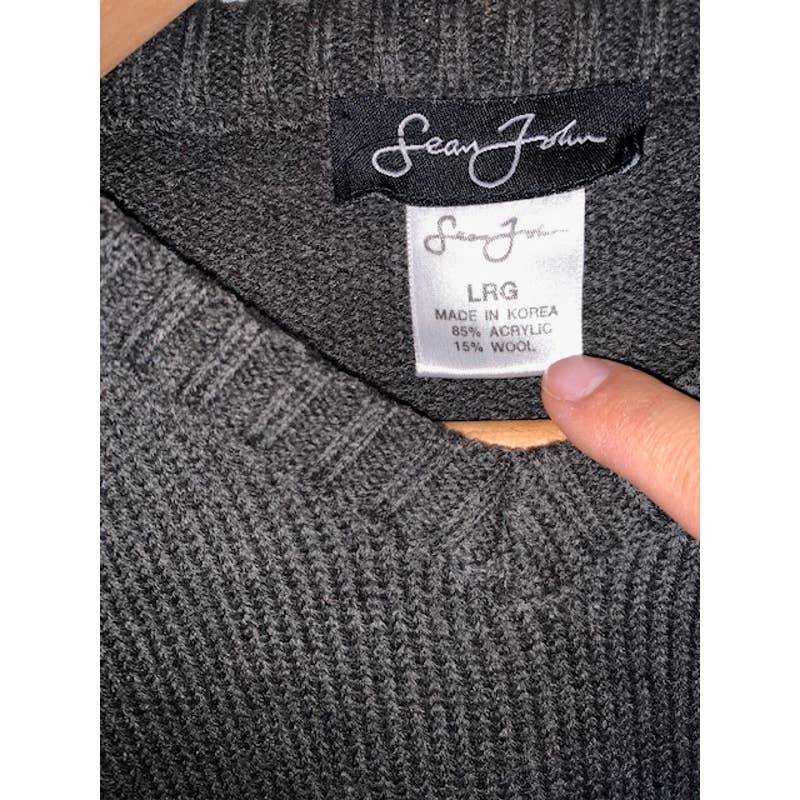 Sean John
Sean John
LRG
MADE IN KOREA
85% ACRYLIC
15% WOOL